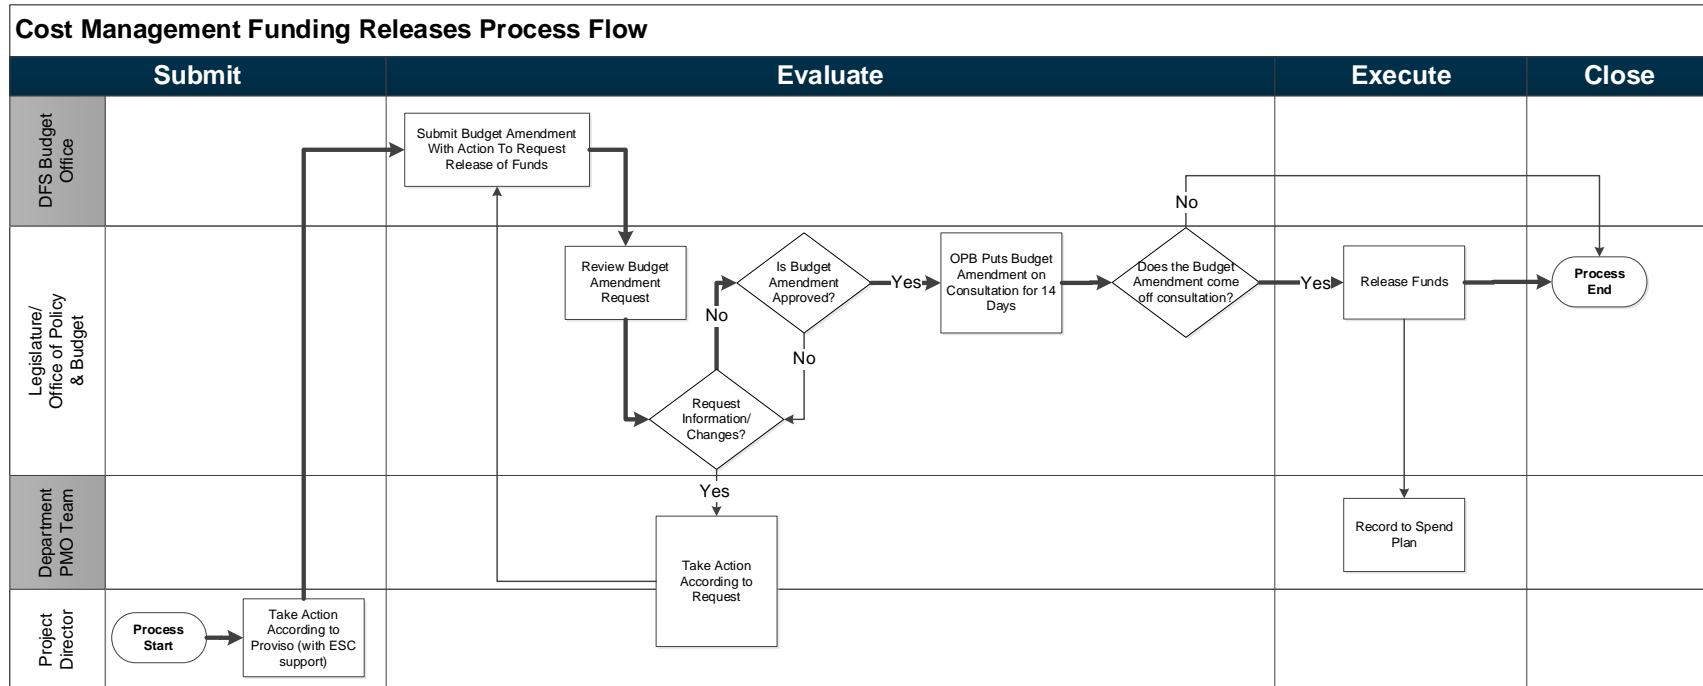 Cost Management Funding Releases Process Flow
Submit
Evaluate
Execute
Close
DFS Budget
Office
Submit Budget Amendment
With Action To Request
Release of Funds
No
Legislature/
Office of Policy
& Budget
Review Budget
Amendment
Request
Is Budget
Amendment
Approved?
Yes
OPB Puts Budget
Amendment on
Consultation for 14
Days
Does the Budget
Amendment come
off consultation?
Yes
Release Funds
Process
End
No
No
Request
Information/
Changes?
Yes
Department
PMO Team
Take Action
According to
Request
Record to Spend
Plan
Project
Director
Process
Start
Take Action
According to
Proviso (with ESC
support)